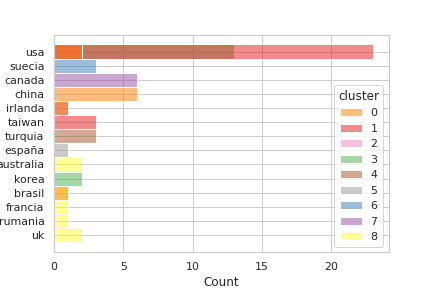 usa
suecia
canada
china
irlanda
taiwan
turquia
españa
australia
korea
brasil
francia
rumania
uk
0 5 10 15 20
Count
cluster
0
1
2
3
4
5
6
7
8